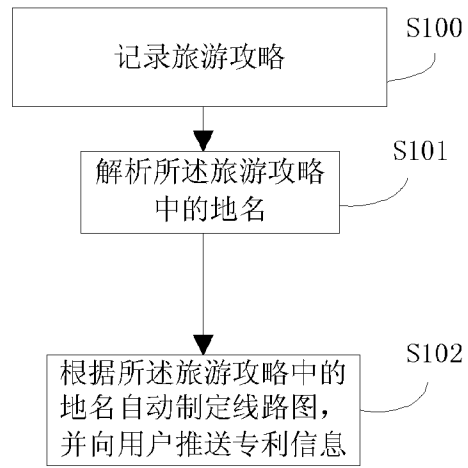 记录旅游攻略
S100
解析所述旅游攻略
中的地名
S101
根据所述旅游攻略中的
地名自动制定线路图，
并向用户推送专利信息
S102